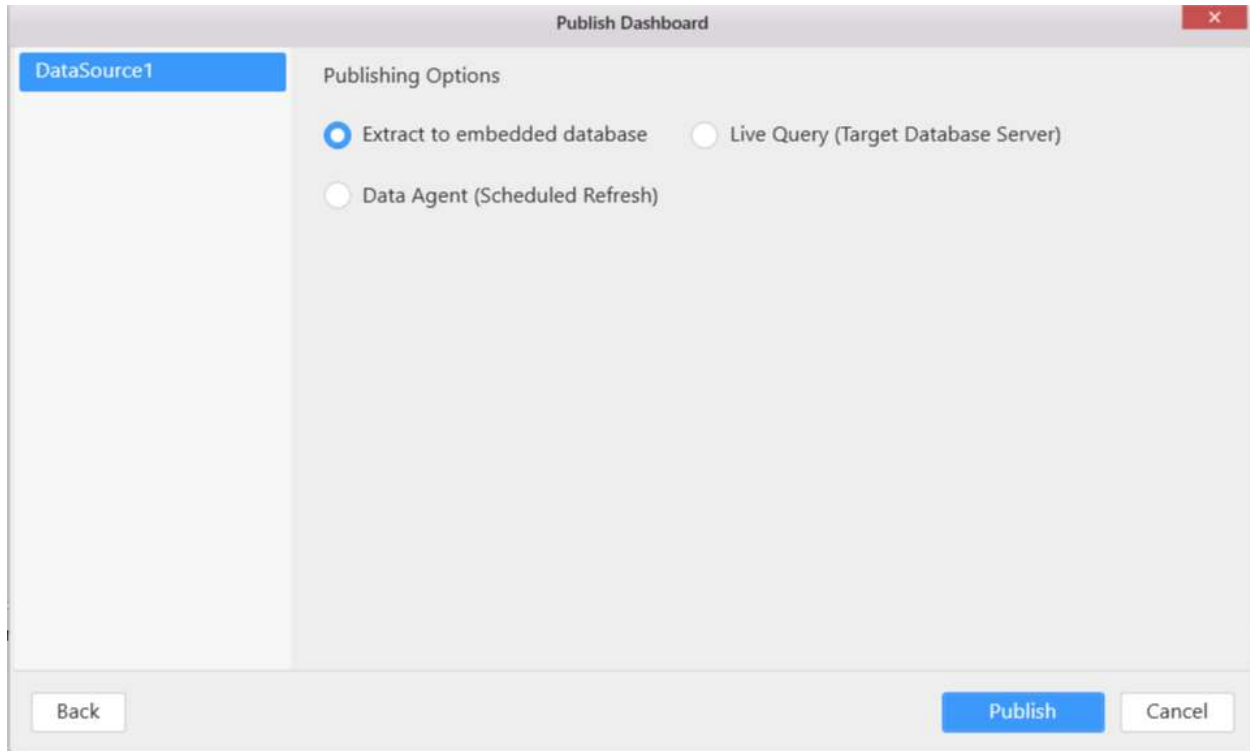 Publish Dashboard
DataSource1
Publishing Options
Extract to embedded database
Live Query (Target Database Server)
Data Agent (Scheduled Refresh)
Back
Publish
Cancel